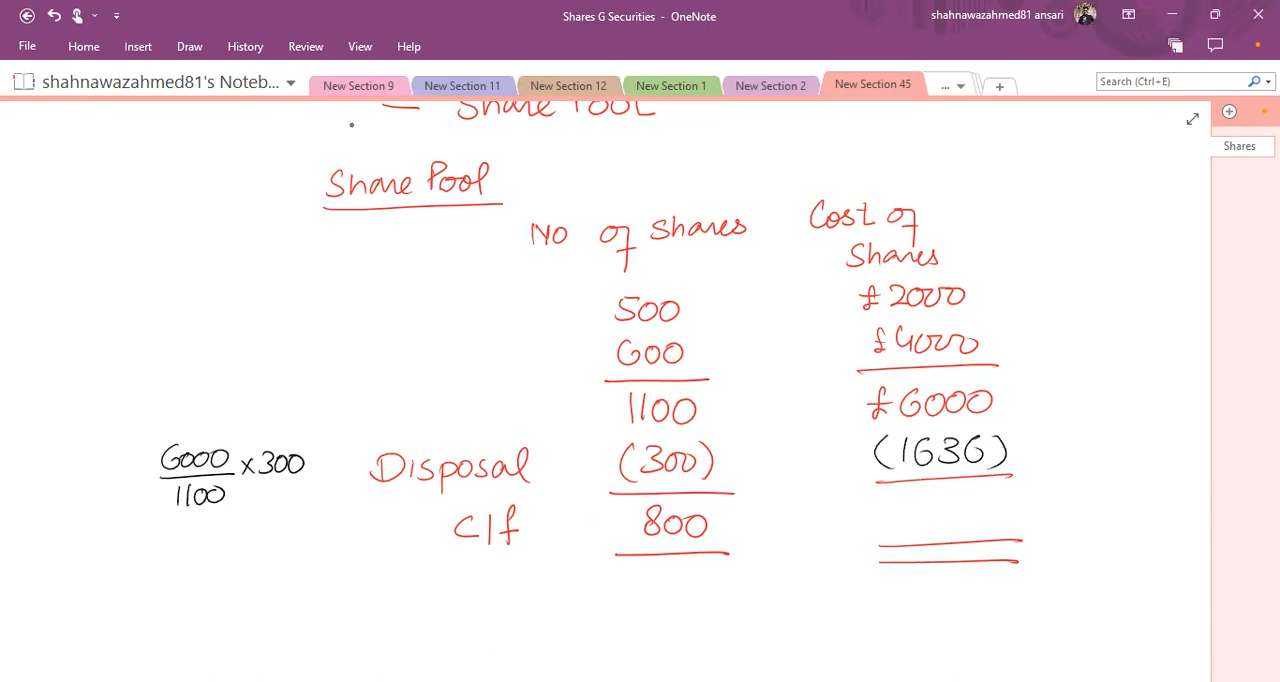 Shares G Securities - OneNote
shahnawazahmed81 ansari
File Home Insert Draw History Review View Help
shahnawazahmed81's Noteb...
New Section 9
New Section 11
New Section 12
New Section 1
New Section 2
New Section 45
...
Search (Ctrl+E)
Shares
Share Pool
Share Pool
No of Shares
Cost of
Shares
500 £2000
600 £4000
1100 £6000
6000/1100 x 300 Disposal (300) (1636)
C/f 800